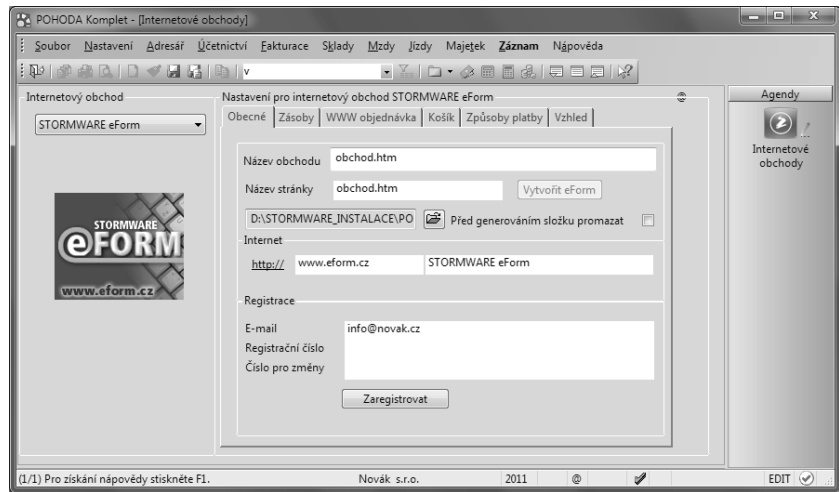 POHODA Komplet - [Internetové obchody]
Soubor Nastavení Adresář Účetnictví Fakturace Sklady Mzdy Jízdy Majetek Záznam Nápověda
v
Internetový obchod
STORMWARE eForm
STORMWARE
eFORM
www.eform.cz
Nastavení pro internetový obchod STORMWARE eForm
Obecné Zásoby WWW objednávka Košík Způsoby platby Vzhled
Název obchodu obchod.htm
Název stránky obchod.htm Vytvořit eForm
D:\STORMWARE_INSTALACE\PO Před generováním složku promazat
Internet
http:// www.eform.cz STORMWARE eForm
Registrace
E-mail info@novak.cz
Registrační číslo
Číslo pro změny
Zaregistrovat
Agendy
Internetové
obchody
(1/1) Pro získání nápovědy stiskněte F1. Novák s.r.o. 2011 @ EDIT